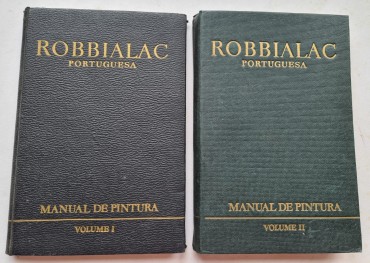 ROBBIALAC
PORTUGUESA
MANUAL DE PINTURA
VOLUME I
ROBBIALAC
PORTUGUESA
MANUAL DE PINTURA
VOLUME II